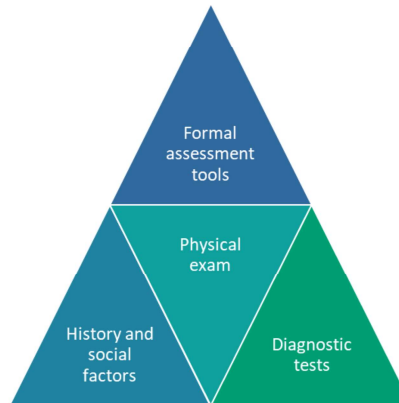 Formal
assessment
tools
Physical
exam
History and
social
factors
Diagnostic
tests